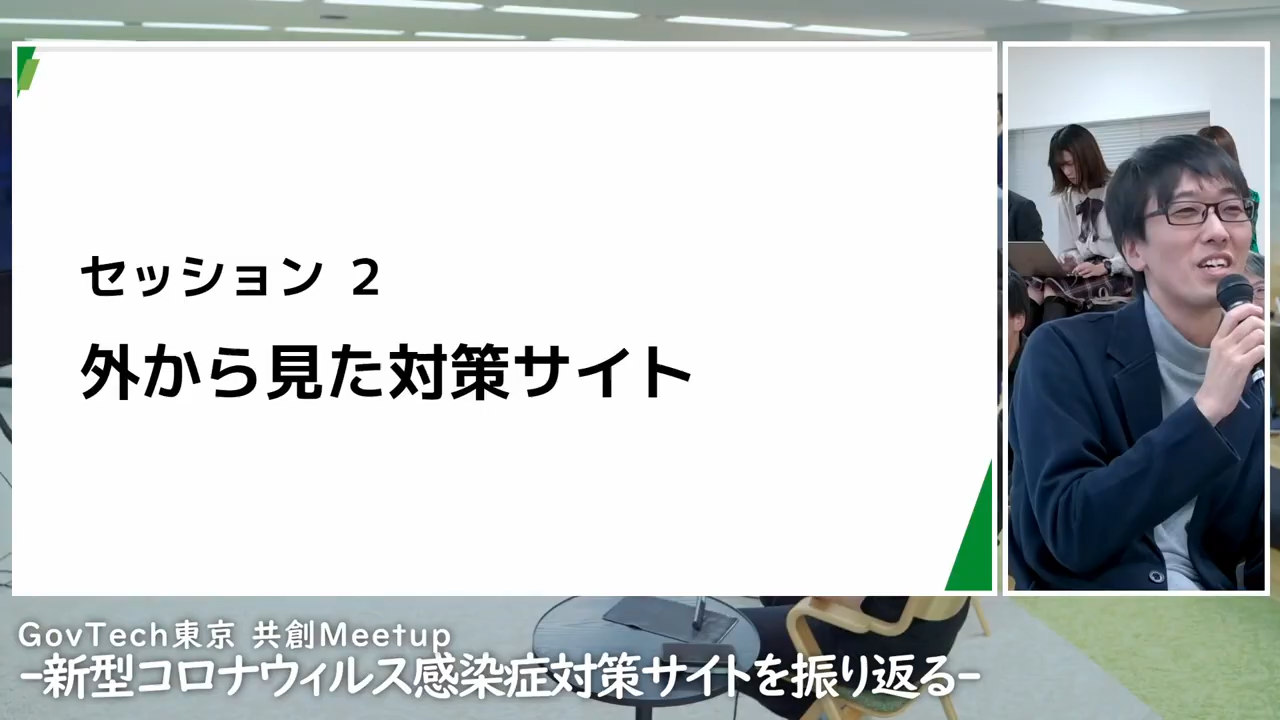 セッション 2
外から見た対策サイト
GovTech東京 共創Meetup
-新型コロナウィルス感染症対策サイトを振り返る-